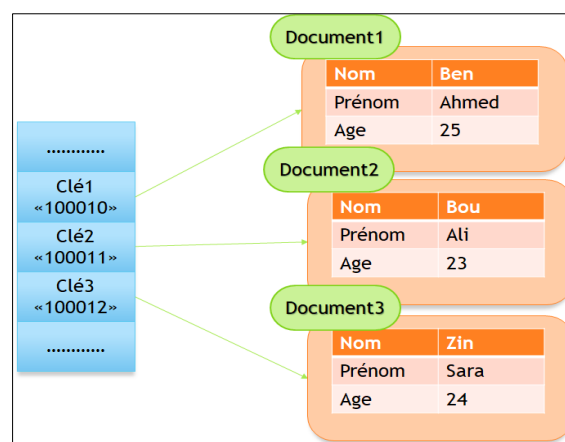 ............
Clé1
«100010»
Clé2
«100011»
Clé3
«100012»
............
Document1
Nom Ben
Prénom Ahmed
Age 25
Document2
Nom Bou
Prénom Ali
Age 23
Document3
Nom Zin
Prénom Sara
Age 24